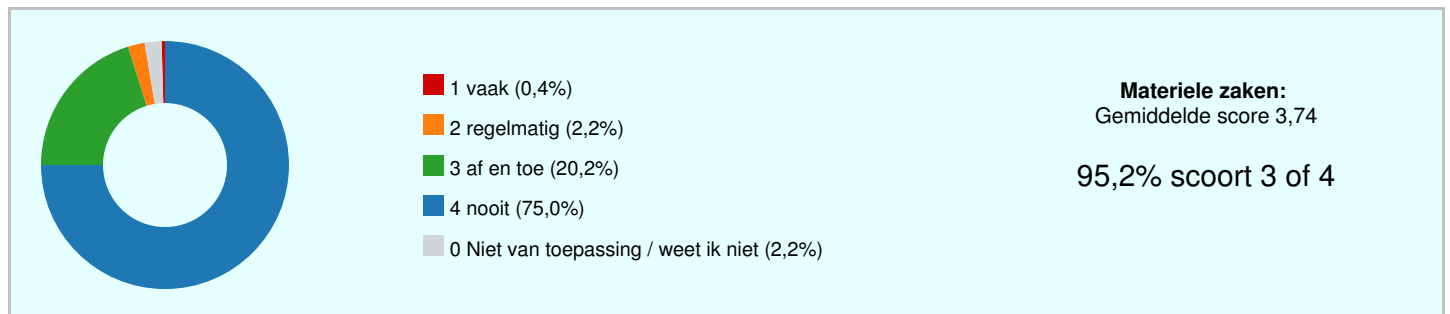 1 vaak (0,4%)
2 regelmatig (2,2%)
3 af en toe (20,2%)
4 nooit (75,0%)
0 Niet van toepassing / weet ik niet (2,2%)
Materiele zaken:
Gemiddelde score 3,74
95,2% scoort 3 of 4